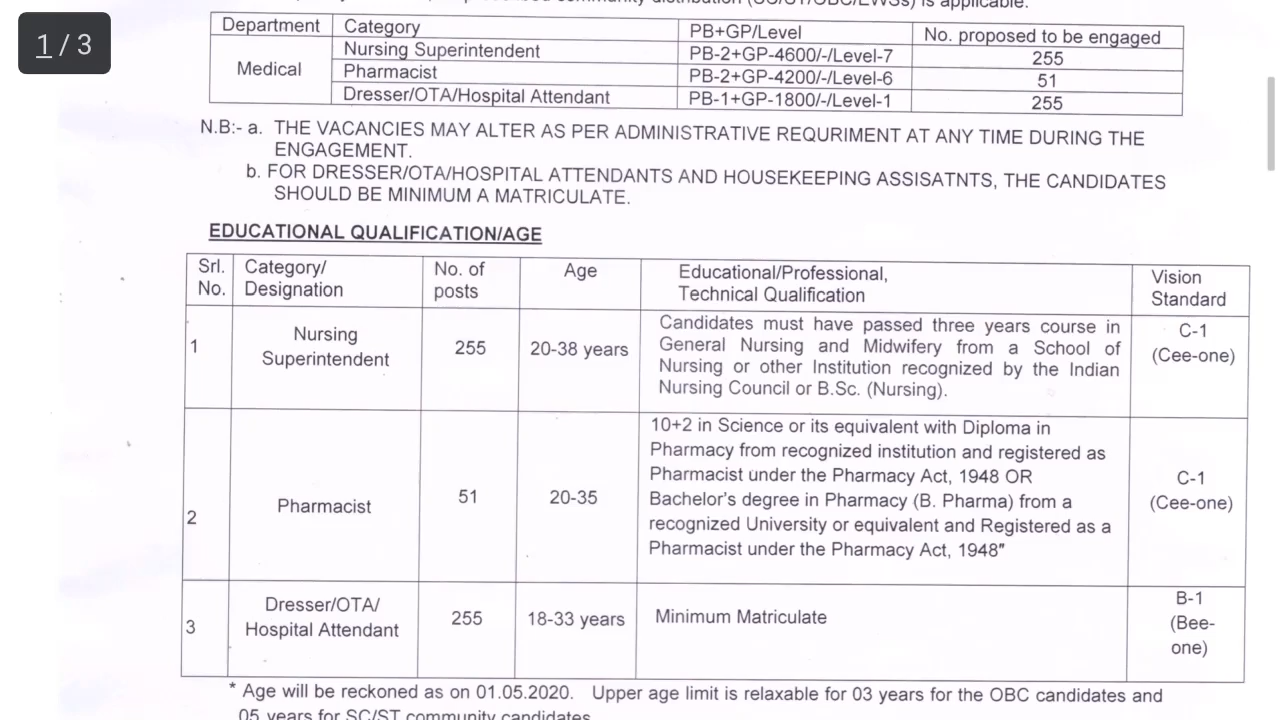 1 / 3
is applicable.
Department Category PB+GP/Level No. proposed to be engaged
Medical Nursing Superintendent PB-2+GP-4600/-/Level-7 255
Pharmacist PB-2+GP-4200/-/Level-6 51
Dresser/OTA/Hospital Attendant PB-1+GP-1800/-/Level-1 255
N.B:- a. THE VACANCIES MAY ALTER AS PER ADMINISTRATIVE REQURIMENT AT ANY TIME DURING THE
ENGAGEMENT.
b. FOR DRESSER/OTA/HOSPITAL ATTENDANTS AND HOUSEKEEPING ASSISATNTS, THE CANDIDATES
SHOULD BE MINIMUM A MATRICULATE.
EDUCATIONAL QUALIFICATION/AGE
Srl. No. Category/ Designation No. of posts Age Educational/Professional, Technical Qualification Vision Standard
1 Nursing Superintendent 255 20-38 years
Candidates must have passed three years course in
General Nursing and Midwifery from a School of
Nursing or other Institution recognized by the Indian
Nursing Council or B.Sc. (Nursing).
C-1
(Cee-one)
2 Pharmacist 51 20-35
10+2 in Science or its equivalent with Diploma in
Pharmacy from recognized institution and registered as
Pharmacist under the Pharmacy Act, 1948 OR
Bachelor's degree in Pharmacy (B. Pharma) from a
recognized University or equivalent and Registered as a
Pharmacist under the Pharmacy Act, 1948"
C-1
(Cee-one)
3 Dresser/OTA/ Hospital Attendant 255 18-33 years Minimum Matriculate
B-1
(Bee-
one)
* Age will be reckoned as on 01.05.2020. Upper age limit is relaxable for 03 years for the OBC candidates and
05 years for SC/ST community candidates